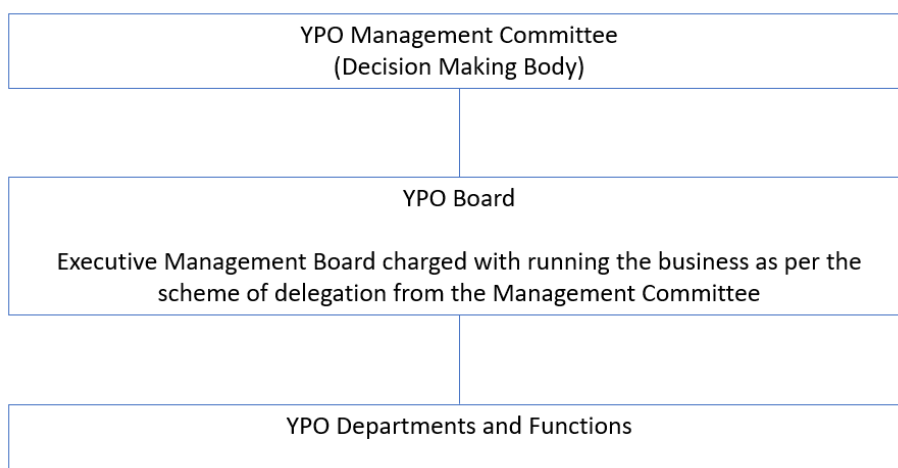 YPO Management Committee
(Decision Making Body)
YPO Board
Executive Management Board charged with running the business as per the
scheme of delegation from the Management Committee
YPO Departments and Functions